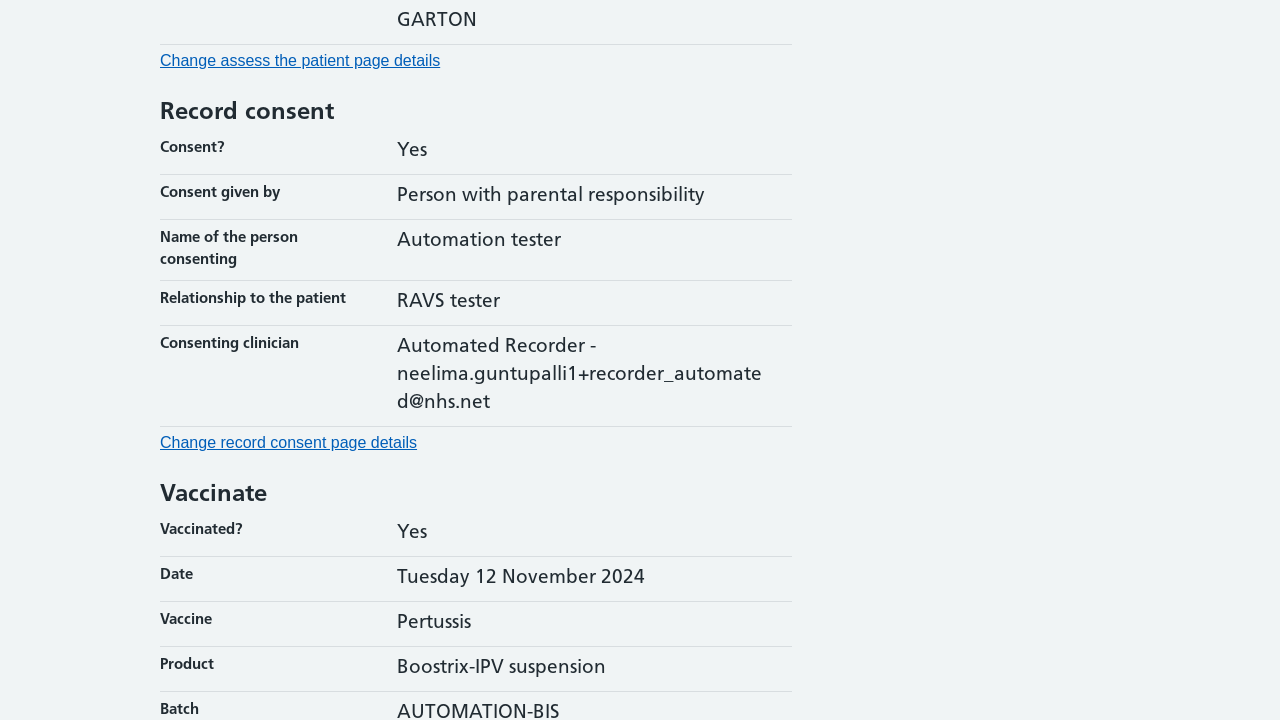 GARTON
Change assess the patient page details
Record consent
Consent?
Yes
Consent given by
Person with parental responsibility
Name of the person
consenting
Automation tester
Relationship to the patient
RAVS tester
Consenting clinician
Automated Recorder -
neelima.guntupalli1+recorder_automate
d@nhs.net
Change record consent page details
Vaccinate
Vaccinated?
Yes
Date
Tuesday 12 November 2024
Vaccine
Pertussis
Product
Boostrix-IPV suspension
Batch
AUTOMATION-BIS